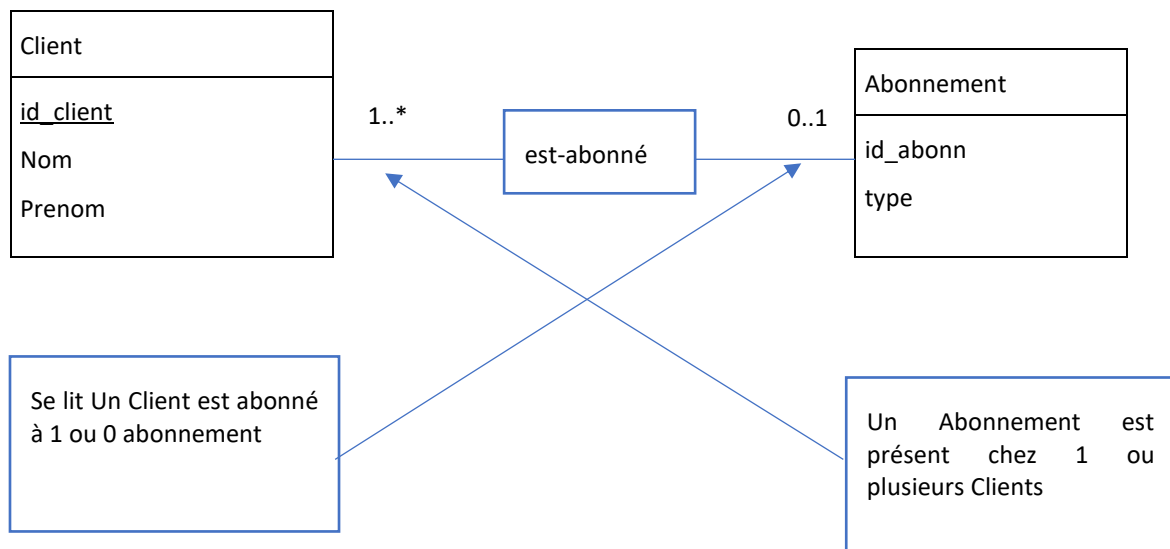 Client
id_client
Nom
Prenom
1..*
est-abonné
0..1
Abonnement
id_abonn
type
Se lit Un Client est abonné
à 1 ou 0 abonnement
Un Abonnement est
présent chez 1 ou
plusieurs Clients